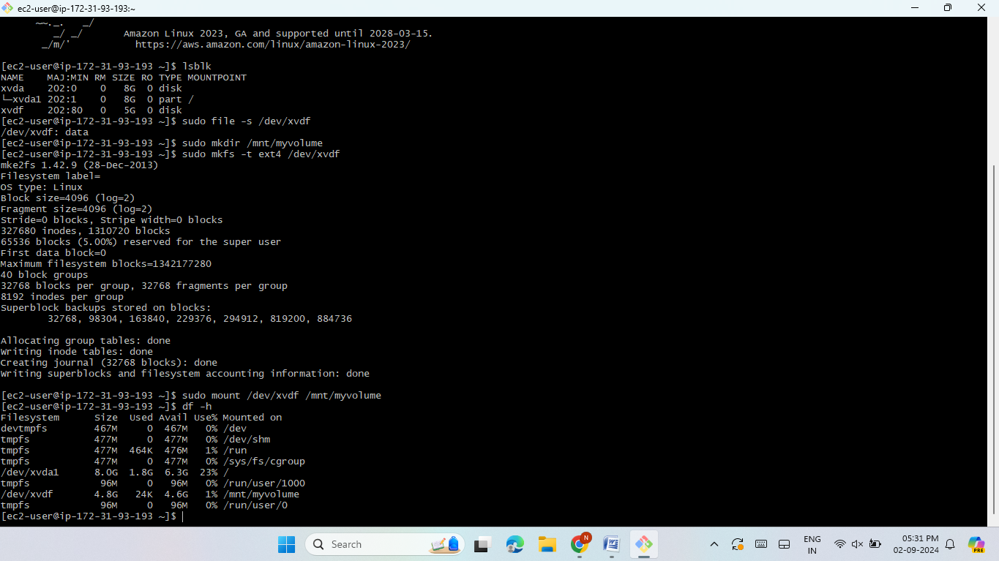 ec2-user@ip-172-31-93-193:~
~~._.   _/
_/ _/       Amazon Linux 2023, GA and supported until 2028-03-15.
_/m/'           https://aws.amazon.com/linux/amazon-linux-2023/
[ec2-user@ip-172-31-93-193 ~]$ lsblk
NAME    MAJ:MIN RM SIZE RO TYPE MOUNTPOINT
xvda    202:0    0   8G  0 disk
└─xvda1 202:1    0   8G  0 part /
xvdf    202:80   0   5G  0 disk
[ec2-user@ip-172-31-93-193 ~]$ sudo file -s /dev/xvdf
/dev/xvdf: data
[ec2-user@ip-172-31-93-193 ~]$ sudo mkdir /mnt/myvolume
[ec2-user@ip-172-31-93-193 ~]$ sudo mkfs -t ext4 /dev/xvdf
mke2fs 1.42.9 (28-Dec-2013)
Filesystem label=
OS type: Linux
Block size=4096 (log=2)
Fragment size=4096 (log=2)
Stride=0 blocks, Stripe width=0 blocks
327680 inodes, 1310720 blocks
65536 blocks (5.00%) reserved for the super user
First data block=0
Maximum filesystem blocks=1342177280
40 block groups
32768 blocks per group, 32768 fragments per group
8192 inodes per group
Superblock backups stored on blocks:
        32768, 98304, 163840, 229376, 294912, 819200, 884736
Allocating group tables: done
Writing inode tables: done
Creating journal (32768 blocks): done
Writing superblocks and filesystem accounting information: done
[ec2-user@ip-172-31-93-193 ~]$ sudo mount /dev/xvdf /mnt/myvolume
[ec2-user@ip-172-31-93-193 ~]$ df -h
Filesystem      Size  Used Avail Use% Mounted on
devtmpfs        467M     0  467M   0% /dev
tmpfs           477M     0  477M   0% /dev/shm
tmpfs           477M  464K  476M   1% /run
tmpfs           477M     0  477M   0% /sys/fs/cgroup
/dev/xvda1      8.0G  1.8G  6.3G  23% /
tmpfs            96M     0   96M   0% /run/user/1000
/dev/xvdf       4.8G   24K  4.6G   1% /mnt/myvolume
tmpfs            96M     0   96M   0% /run/user/0
[ec2-user@ip-172-31-93-193 ~]$
Search
N
W
ENG
IN
05:31 PM
02-09-2024
PRE